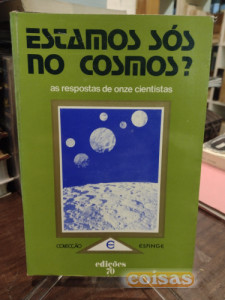 ESTAMOS SÓS
NO COSMOS?
as respostas de onze cientistas
COLECÇÃO
ESFINGE
edições
70
coisas